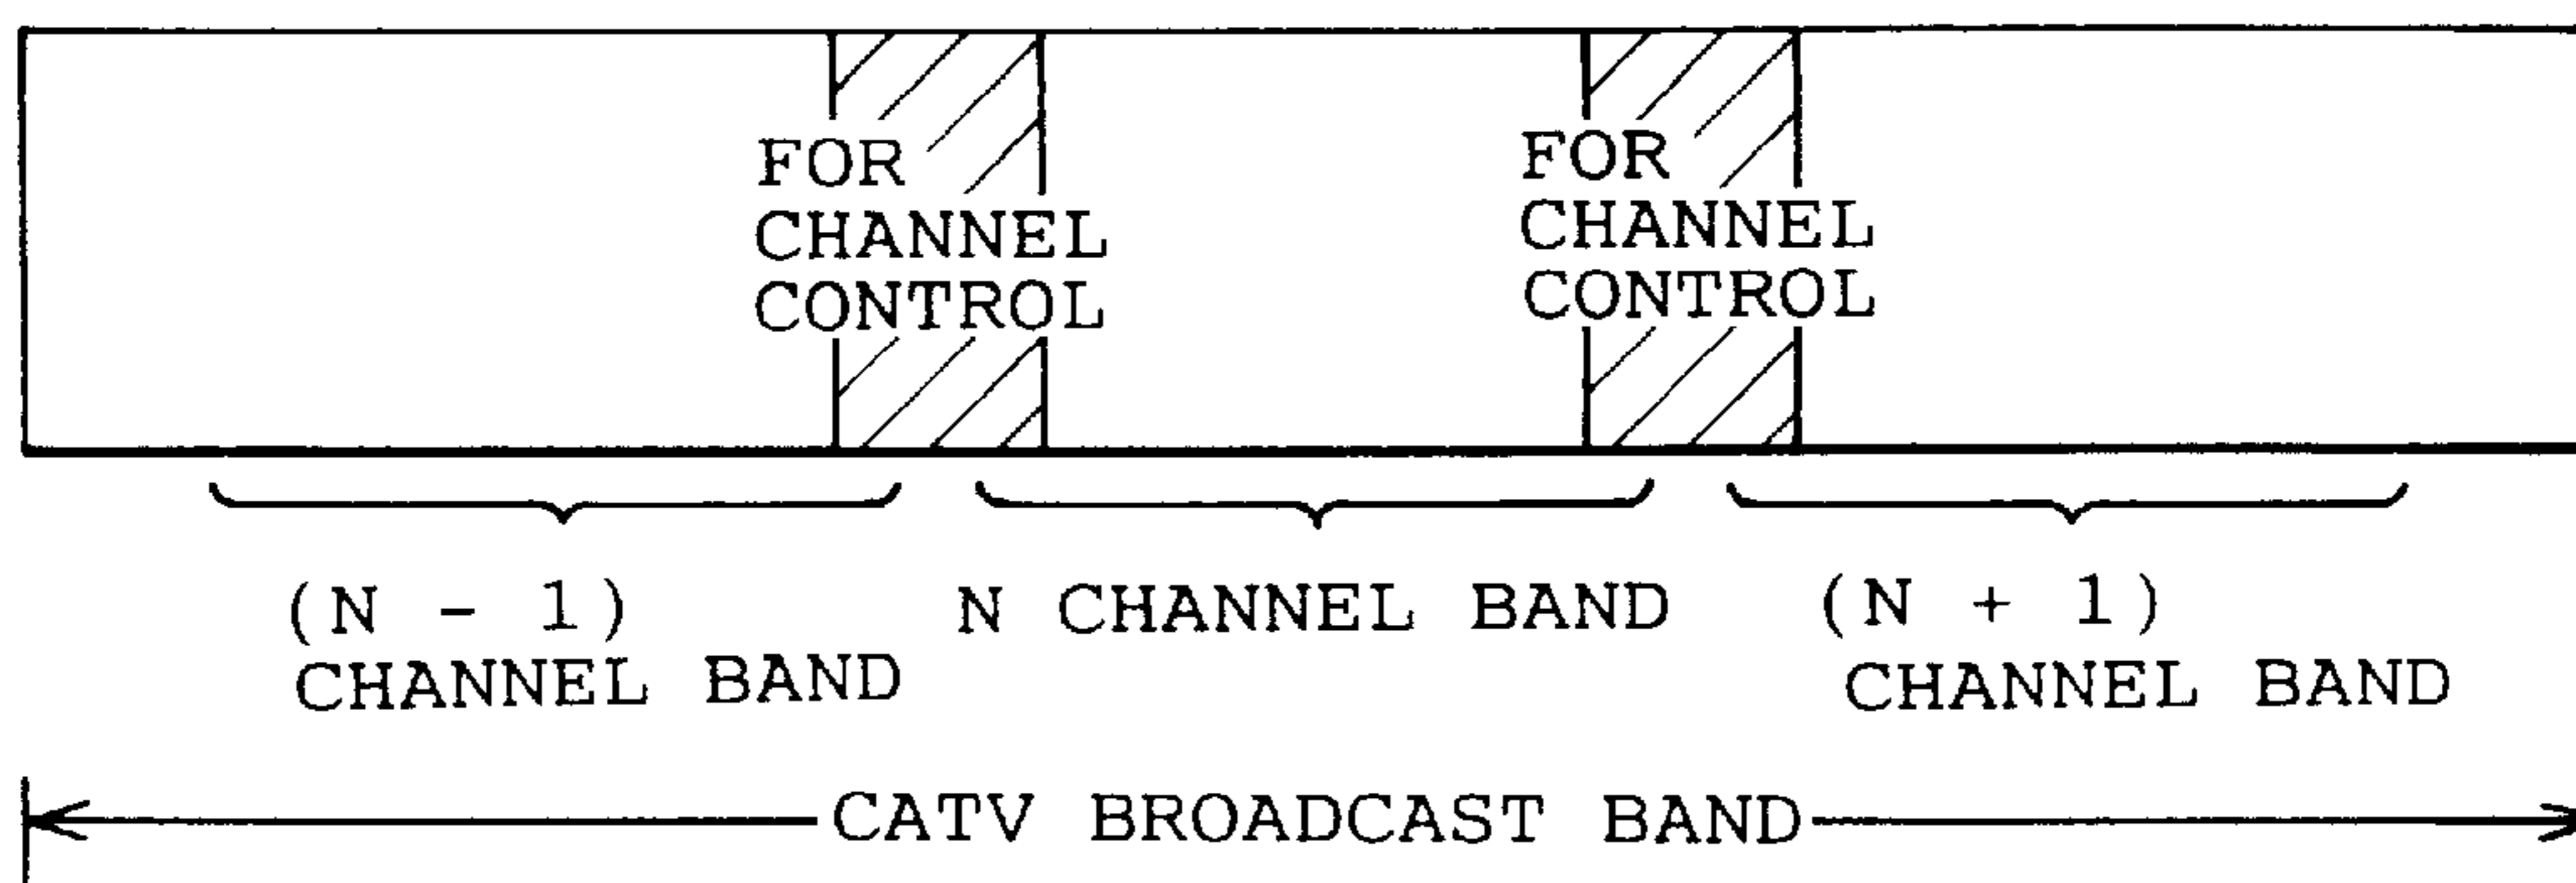 FOR
CHANNEL
CONTROL
FOR
CHANNEL
CONTROL
(N - 1)
CHANNEL BAND
N CHANNEL BAND
(N + 1)
CHANNEL BAND
CATV BROADCAST BAND